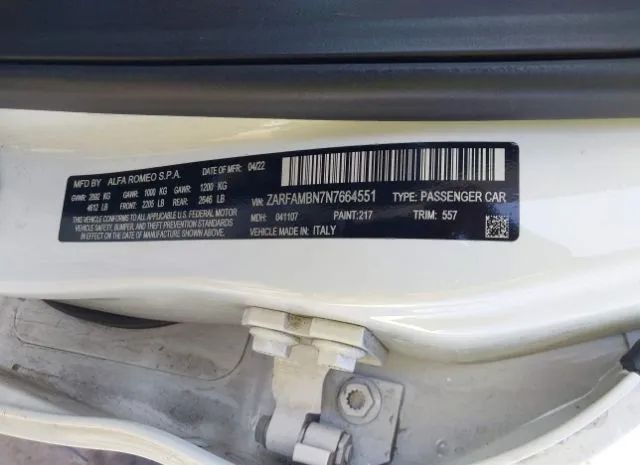 MFD BY ALFA ROMEO S.P.A. DATE OF MFR: 04/22
GVWR: 2092 KG GAWR: 1000 KG GAWR: 1200 KG
4612 LB FRONT: 2205 LB REAR: 2646 LB
THIS VEHICLE CONFORMS TO ALL APPLICABLE U.S. FEDERAL MOTOR
VEHICLE SAFETY, BUMPER, AND THEFT PREVENTION STANDARDS
IN EFFECT ON THE DATE OF MANUFACTURE SHOWN ABOVE
VIN: ZARFAMBN7N7664551 TYPE: PASSENGER CAR
MDH: 041107 PAINT: 217 TRIM: 557
VEHICLE MADE IN: ITALY